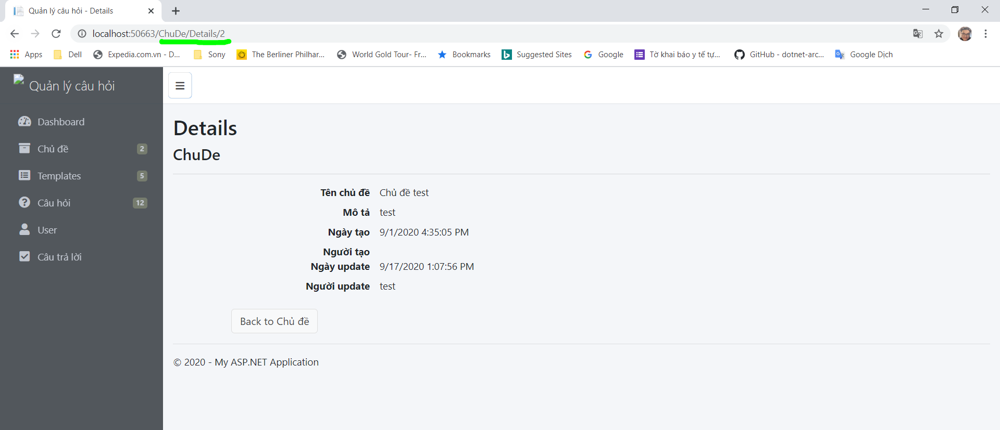 Quản lý câu hỏi - Details
localhost:50663/ChuDe/Details/2
Apps Dell Expedia.com.vn - D... Sony The Berliner Philhar... World Gold Tour- Fr... Bookmarks Suggested Sites Google Tờ khai báo y tế tự... GitHub - dotnet-arc... Google Dịch
Quản lý câu hỏi
Dashboard
Chủ đề 2
Templates 5
Câu hỏi 12
User
Câu trả lời
Details
ChuDe
Tên chủ đề Chủ đề test
Mô tả test
Ngày tạo 9/1/2020 4:35:05 PM
Người tạo
Ngày update 9/17/2020 1:07:56 PM
Người update test
Back to Chủ đề
© 2020 - My ASP.NET Application